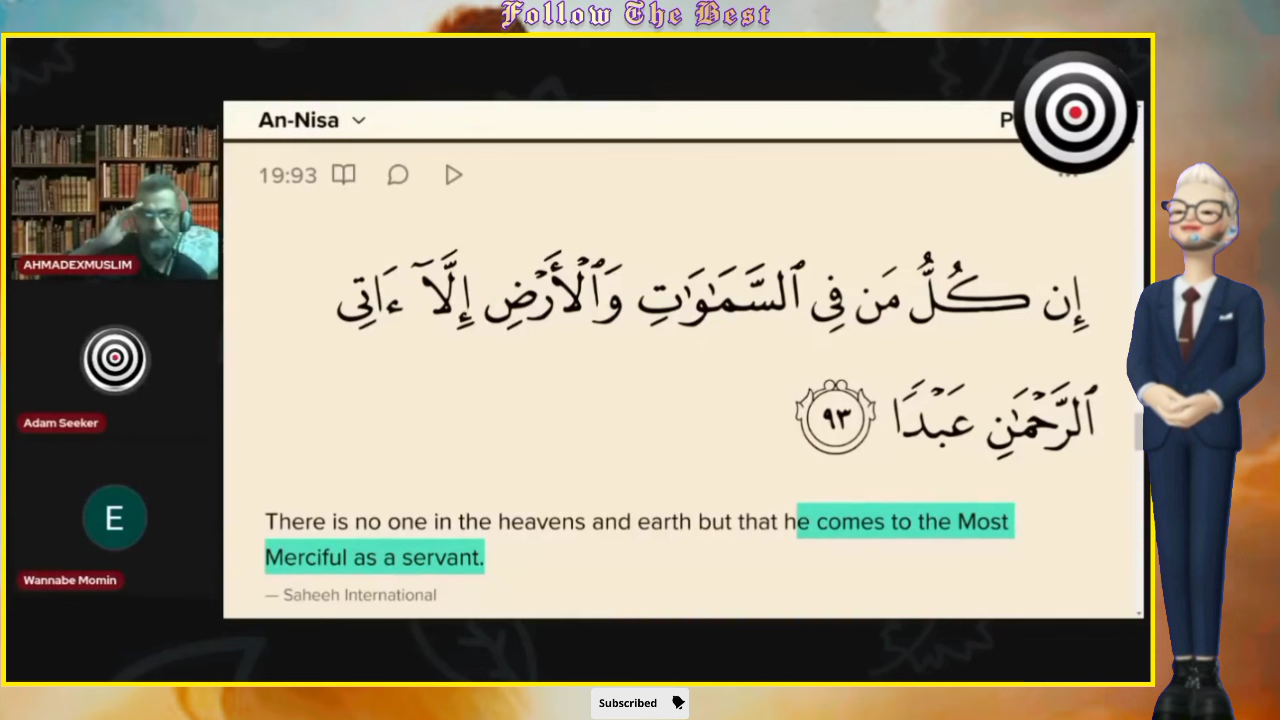 Follow The Best
An-Nisa
P
19:93
إِن كُلُّ مَن فِى ٱلسَّمَـٰوَٰتِ وَٱلْأَرْضِ إِلَّآ ءَاتِى
ٱلرَّحْمَـٰنِ عَبْدًا ٩٣
There is no one in the heavens and earth but that he comes to the Most
Merciful as a servant.
— Saheeh International
AHMADEXMUSLIM
Adam Seeker
E
Wannabe Momin
Subscribed